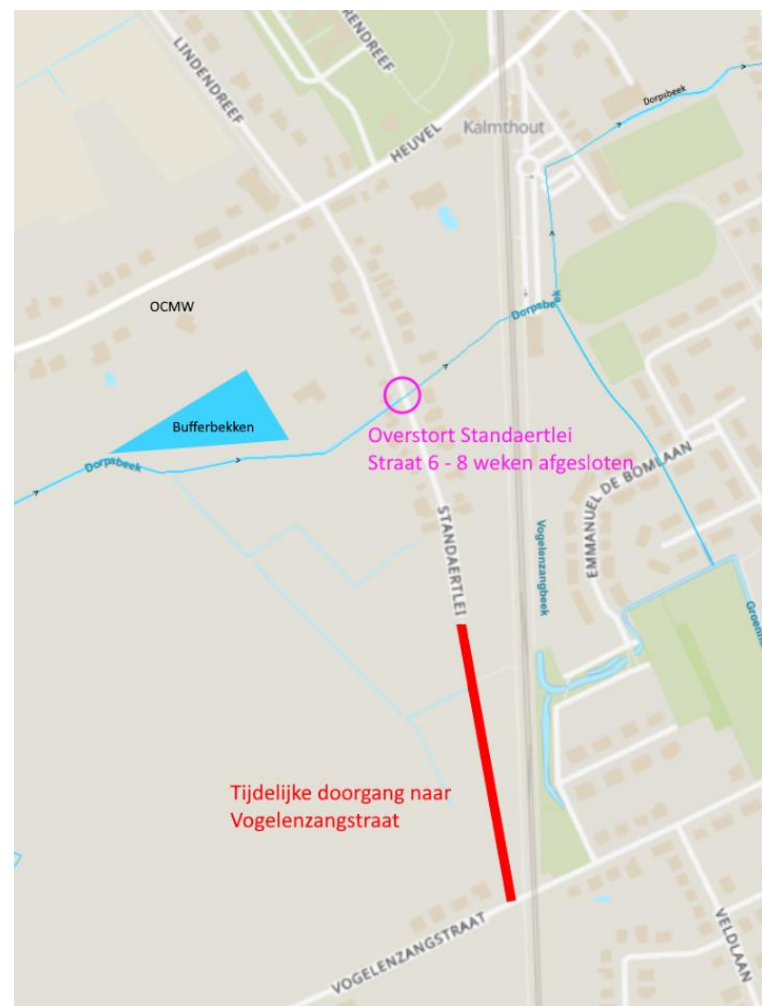 LINDENDREEF
RENDREEF
HEUVEL
Kalmthout
Dorpsbeek
OCMW
Dorpsbeek
Bufferbekken
Dorpsbeek
Overstort Standaertlei
Straat 6 - 8 weken afgesloten
STANDAERTLEI
Vogelenzangbeek
EMMANUEL DE BOMLAAN
Tijdelijke doorgang naar
Vogelenzangstraat
VOGELENZANGSTRAAT
VELDLAAN